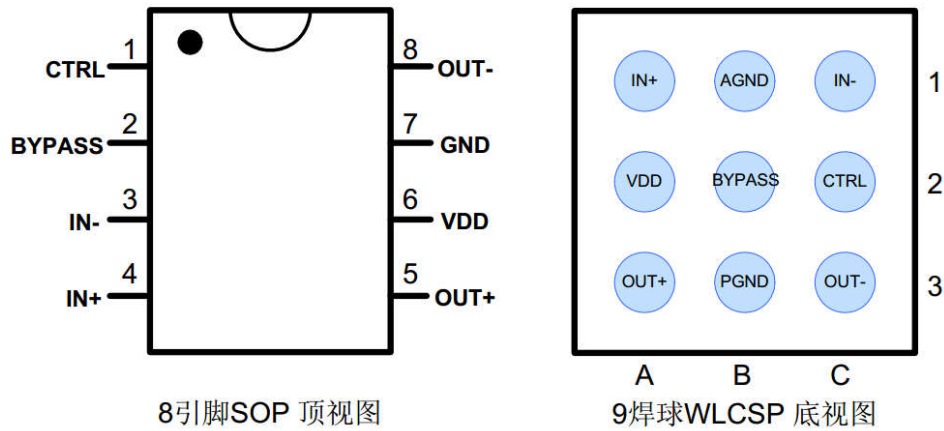 1
CTRL
2
BYPASS
3
IN-
4
IN+
8
OUT-
7
GND
6
VDD
5
OUT+
8引脚SOP 顶视图
IN+ AGND IN- 1
VDD BYPASS CTRL 2
OUT+ PGND OUT- 3
A B C
9焊球WLCSP 底视图